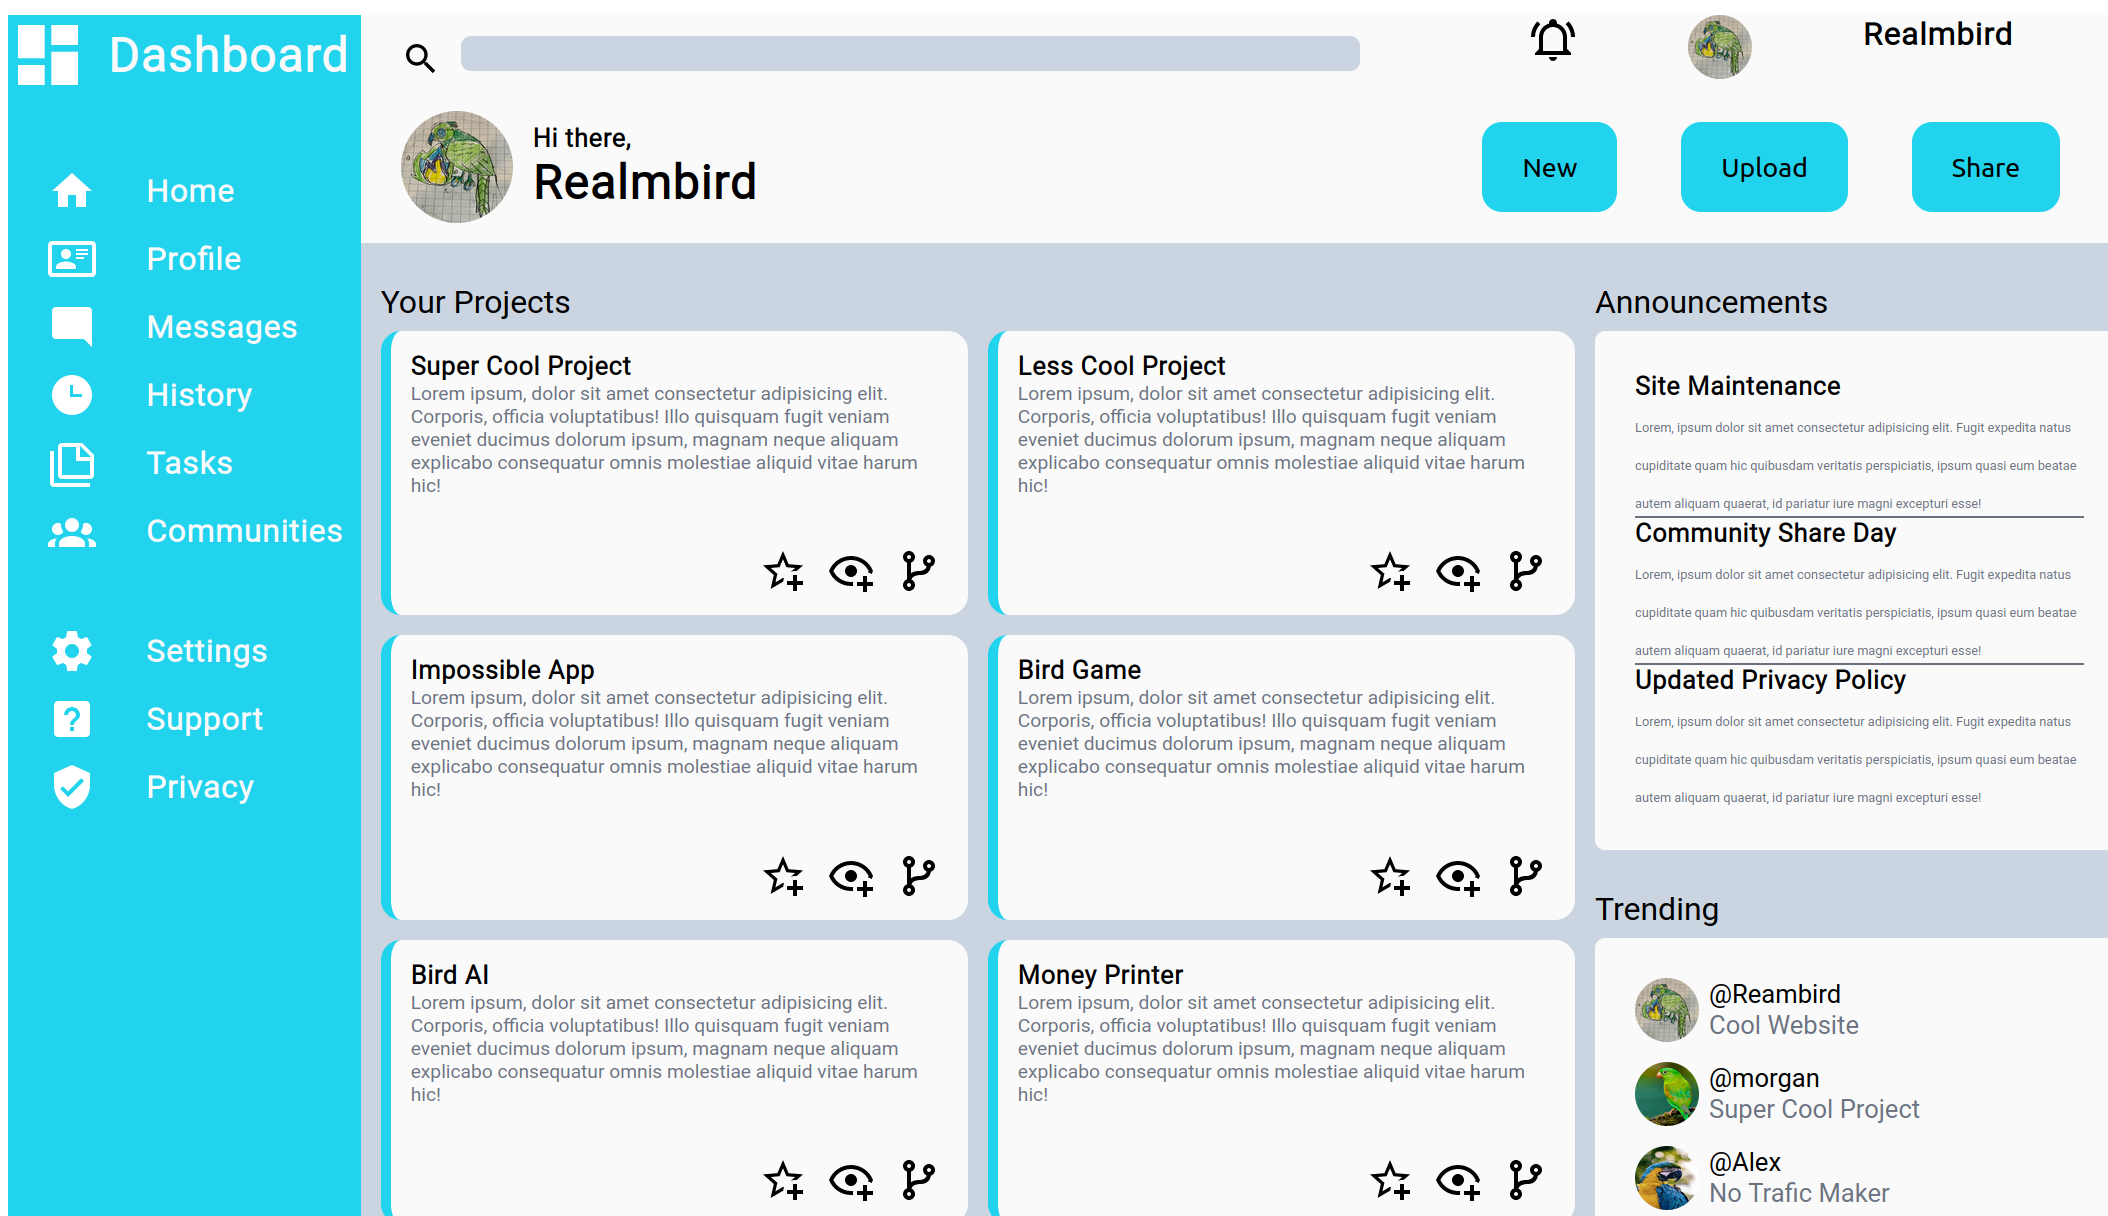 Dashboard
Home
Profile
Messages
History
Tasks
Communities
Settings
Support
Privacy
Realmbird
Hi there,
Realmbird
New
Upload
Share
Your Projects
Super Cool Project
Lorem ipsum, dolor sit amet consectetur adipisicing elit.
Corporis, officia voluptatibus! Illo quisquam fugit veniam
eveniet ducimus dolorum ipsum, magnam neque aliquam
explicabo consequatur omnis molestiae aliquid vitae harum
hic!
Less Cool Project
Lorem ipsum, dolor sit amet consectetur adipisicing elit.
Corporis, officia voluptatibus! Illo quisquam fugit veniam
eveniet ducimus dolorum ipsum, magnam neque aliquam
explicabo consequatur omnis molestiae aliquid vitae harum
hic!
Impossible App
Lorem ipsum, dolor sit amet consectetur adipisicing elit.
Corporis, officia voluptatibus! Illo quisquam fugit veniam
eveniet ducimus dolorum ipsum, magnam neque aliquam
explicabo consequatur omnis molestiae aliquid vitae harum
hic!
Bird Game
Lorem ipsum, dolor sit amet consectetur adipisicing elit.
Corporis, officia voluptatibus! Illo quisquam fugit veniam
eveniet ducimus dolorum ipsum, magnam neque aliquam
explicabo consequatur omnis molestiae aliquid vitae harum
hic!
Bird AI
Lorem ipsum, dolor sit amet consectetur adipisicing elit.
Corporis, officia voluptatibus! Illo quisquam fugit veniam
eveniet ducimus dolorum ipsum, magnam neque aliquam
explicabo consequatur omnis molestiae aliquid vitae harum
hic!
Money Printer
Lorem ipsum, dolor sit amet consectetur adipisicing elit.
Corporis, officia voluptatibus! Illo quisquam fugit veniam
eveniet ducimus dolorum ipsum, magnam neque aliquam
explicabo consequatur omnis molestiae aliquid vitae harum
hic!
Announcements
Site Maintenance
Lorem, ipsum dolor sit amet consectetur adipisicing elit. Fugit expedita natus
cupiditate quam hic quibusdam veritatis perspiciatis, ipsum quasi eum beatae
autem aliquam quaerat, id pariatur iure magni excepturi esse!
Community Share Day
Lorem, ipsum dolor sit amet consectetur adipisicing elit. Fugit expedita natus
cupiditate quam hic quibusdam veritatis perspiciatis, ipsum quasi eum beatae
autem aliquam quaerat, id pariatur iure magni excepturi esse!
Updated Privacy Policy
Lorem, ipsum dolor sit amet consectetur adipisicing elit. Fugit expedita natus
cupiditate quam hic quibusdam veritatis perspiciatis, ipsum quasi eum beatae
autem aliquam quaerat, id pariatur iure magni excepturi esse!
Trending
@Reambird
Cool Website
@morgan
Super Cool Project
@Alex
No Trafic Maker